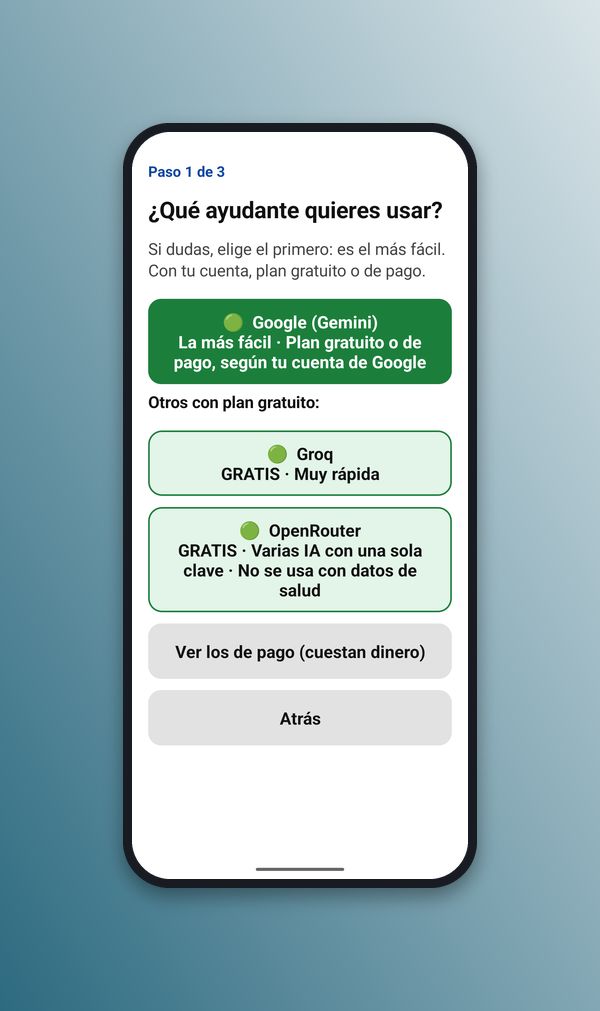 Paso 1 de 3
¿Qué ayudante quieres usar?
Si dudas, elige el primero: es el más fácil.
Con tu cuenta, plan gratuito o de pago.
Google (Gemini)
La más fácil · Plan gratuito o de
pago, según tu cuenta de Google
Otros con plan gratuito:
Groq
GRATIS · Muy rápida
OpenRouter
GRATIS · Varias IA con una sola
clave · No se usa con datos de
salud
Ver los de pago (cuestan dinero)
Atrás